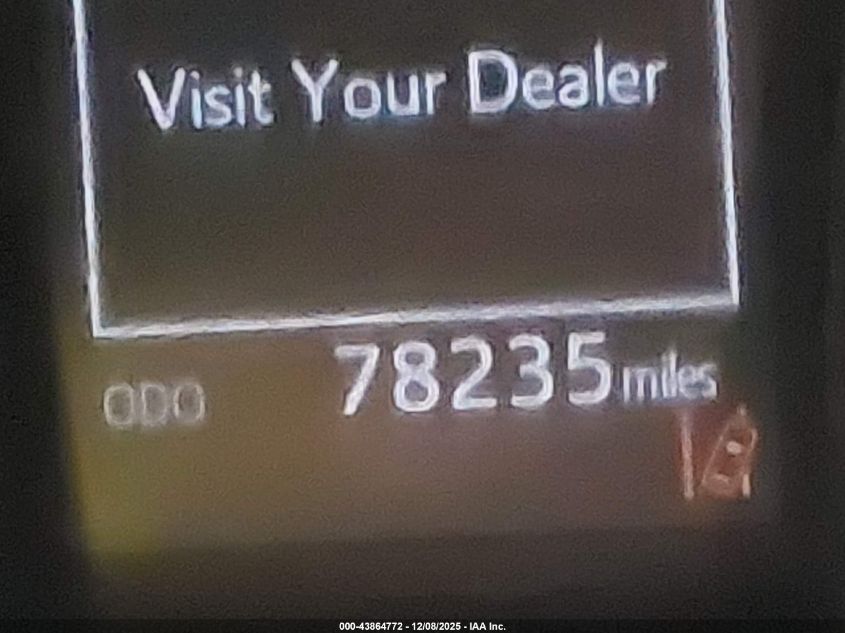 Visit Your Dealer
ODO 78235 miles
000-43864772 - 12/08/2025 - IAA Inc.